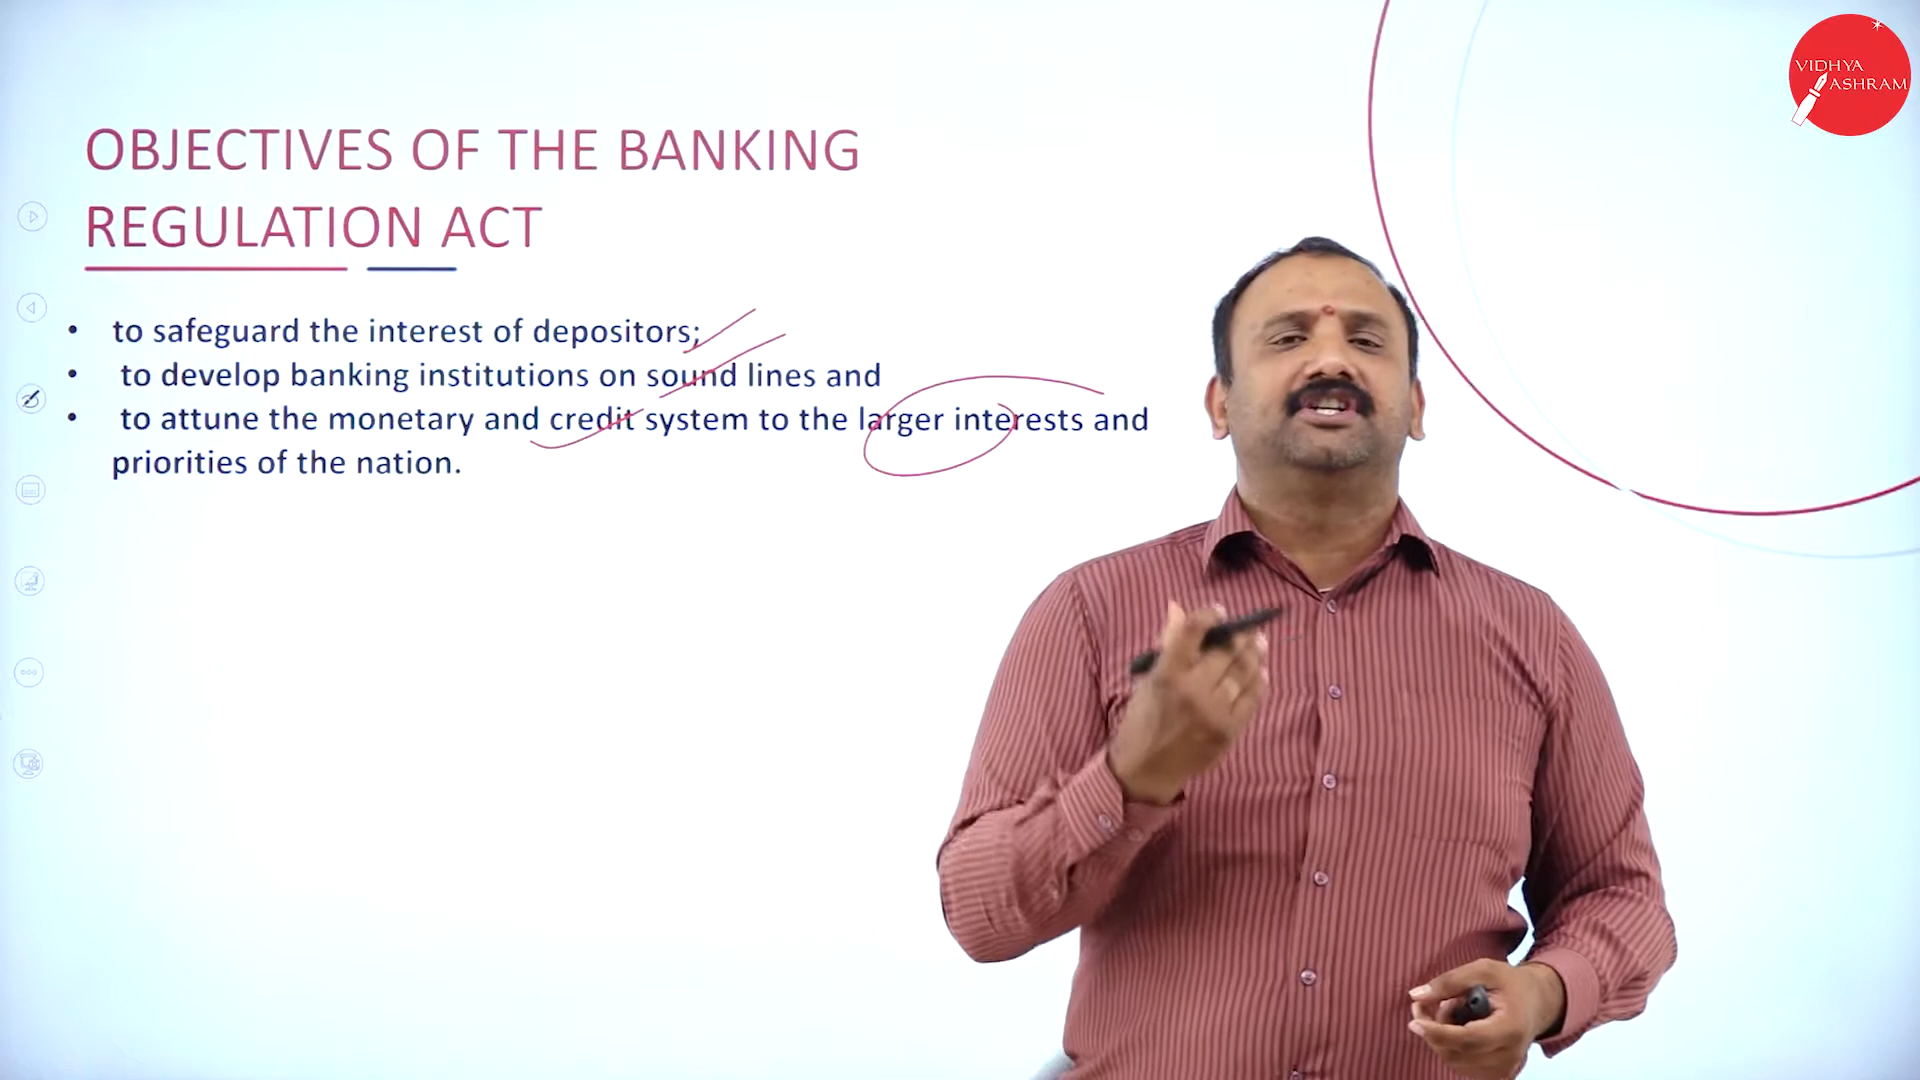 VIDHYA
ASHRAM
OBJECTIVES OF THE BANKING
REGULATION ACT
• to safeguard the interest of depositors;
• to develop banking institutions on sound lines and
• to attune the monetary and credit system to the larger interests and
priorities of the nation.